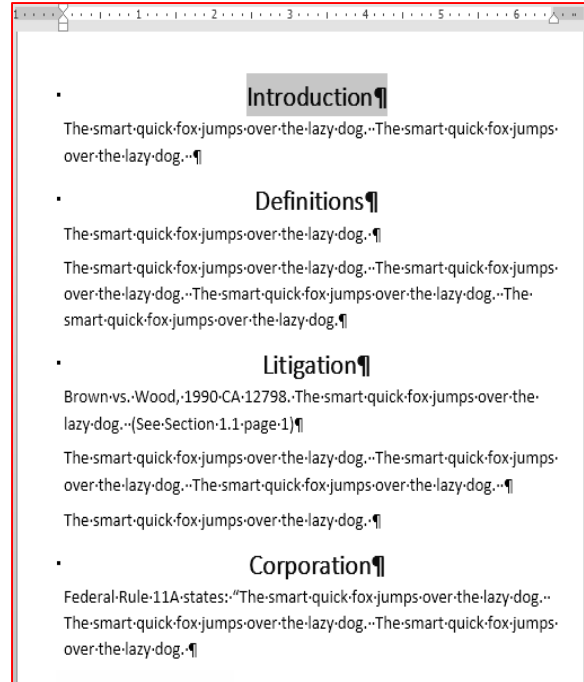 1 1 2 3 4 5 6
Introduction¶
The·smart·quick·fox·jumps·over·the·lazy·dog.··The·smart·quick·fox·jumps·
over·the·lazy·dog.··¶
Definitions¶
The·smart·quick·fox·jumps·over·the·lazy·dog.·¶
The·smart·quick·fox·jumps·over·the·lazy·dog.··The·smart·quick·fox·jumps·
over·the·lazy·dog.··The·smart·quick·fox·jumps·over·the·lazy·dog.··The·
smart·quick·fox·jumps·over·the·lazy·dog.¶
Litigation¶
Brown·vs.·Wood,·1990·CA·12798.·The·smart·quick·fox·jumps·over·the·
lazy·dog.··(See·Section·1.1·page·1)¶
The·smart·quick·fox·jumps·over·the·lazy·dog.··The·smart·quick·fox·jumps·
over·the·lazy·dog.··The·smart·quick·fox·jumps·over·the·lazy·dog.··¶
The·smart·quick·fox·jumps·over·the·lazy·dog.·¶
Corporation¶
Federal·Rule·11A·states:·“The·smart·quick·fox·jumps·over·the·lazy·dog.··
The·smart·quick·fox·jumps·over·the·lazy·dog.··The·smart·quick·fox·jumps·
over·the·lazy·dog.·¶